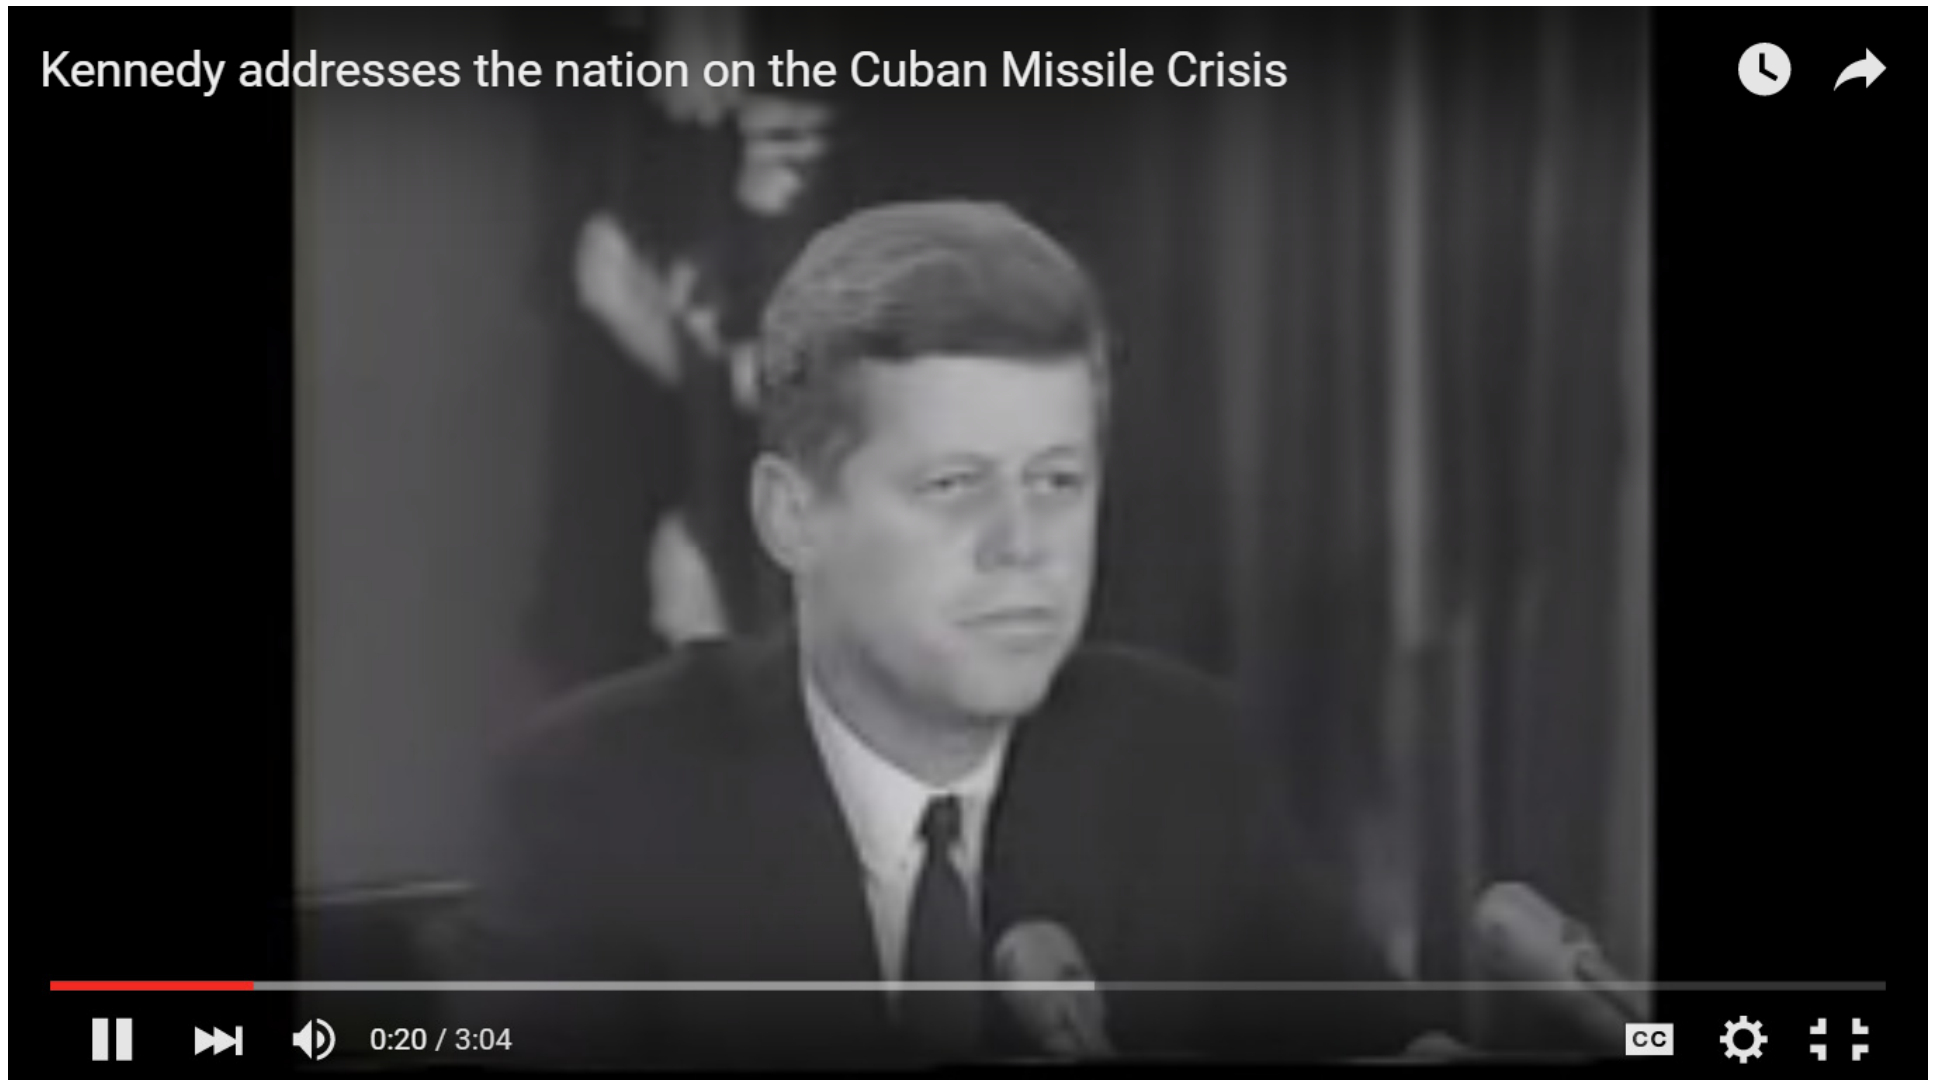 Kennedy addresses the nation on the Cuban Missile Crisis
0:20 / 3:04
CC